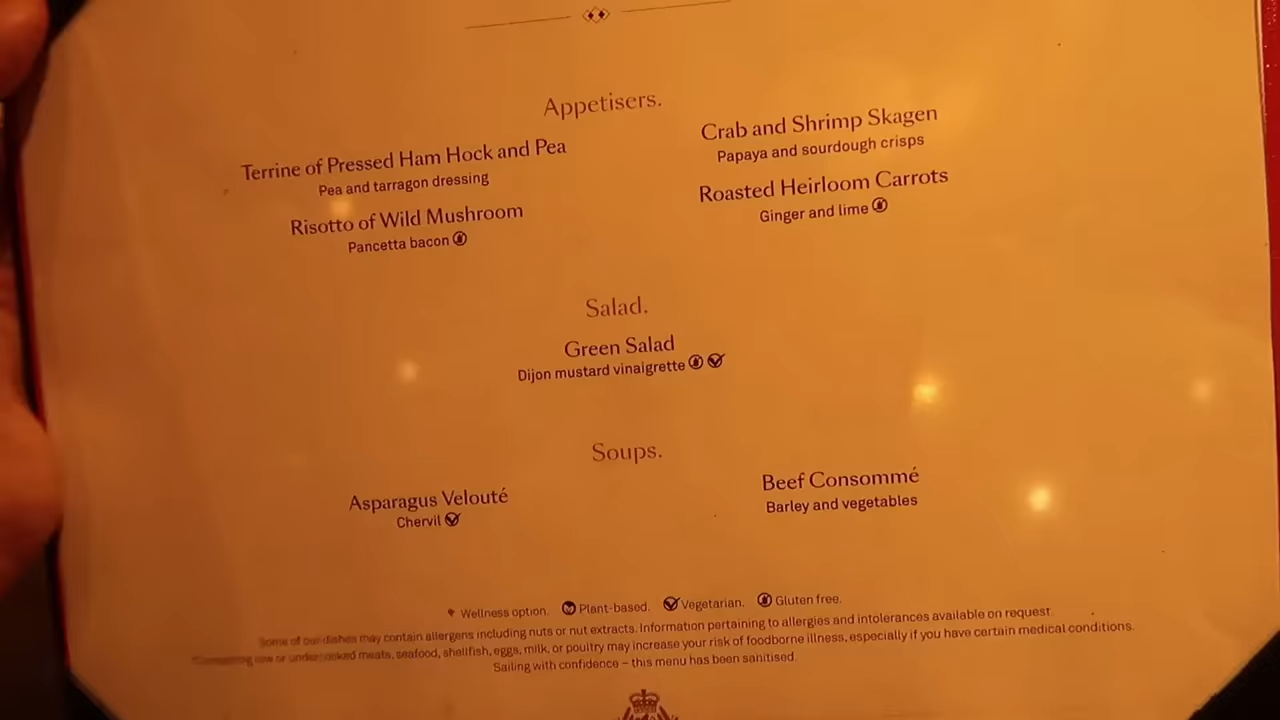 Appetisers.
Terrine of Pressed Ham Hock and Pea
Pea and tarragon dressing
Risotto of Wild Mushroom
Pancetta bacon
Crab and Shrimp Skagen
Papaya and sourdough crisps
Roasted Heirloom Carrots
Ginger and lime
Salad.
Green Salad
Dijon mustard vinaigrette
Soups.
Asparagus Velouté
Chervil
Beef Consommé
Barley and vegetables
Wellness option. Plant-based. Vegetarian. Gluten free.
Some of our dishes may contain allergens including nuts or nut extracts. Information pertaining to allergies and intolerances available on request.
Consuming raw or undercooked meats, seafood, shellfish, eggs, milk, or poultry may increase your risk of foodborne illness, especially if you have certain medical conditions.
Sailing with confidence – this menu has been sanitised.